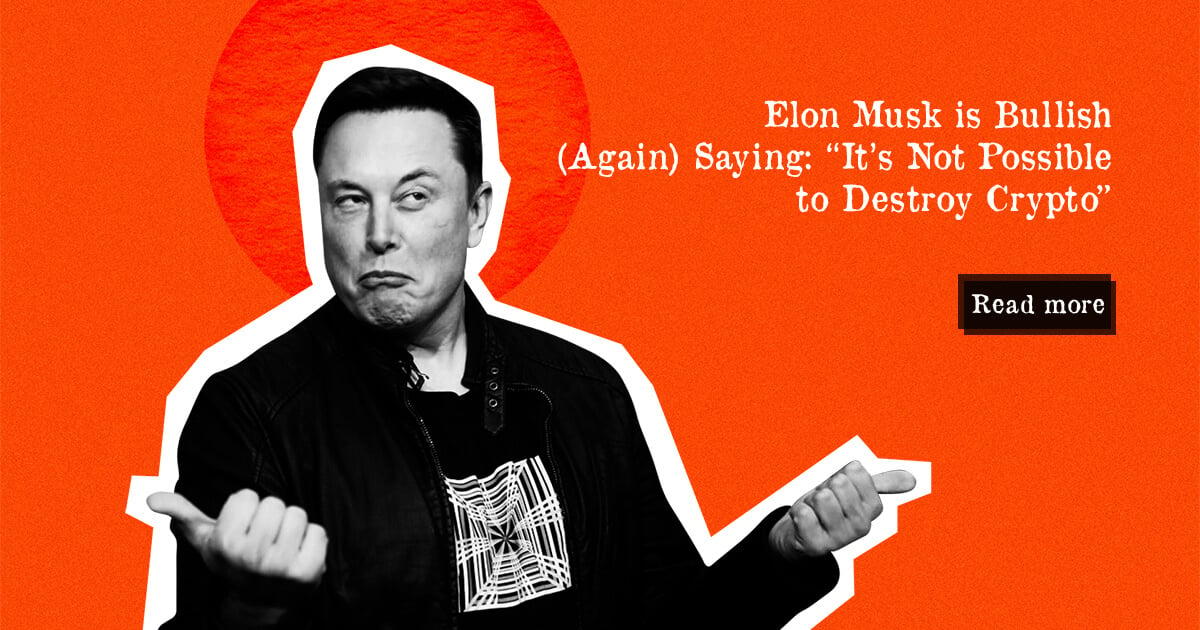 Elon Musk is Bullish
(Again) Saying: “It’s Not Possible
to Destroy Crypto”
Read more